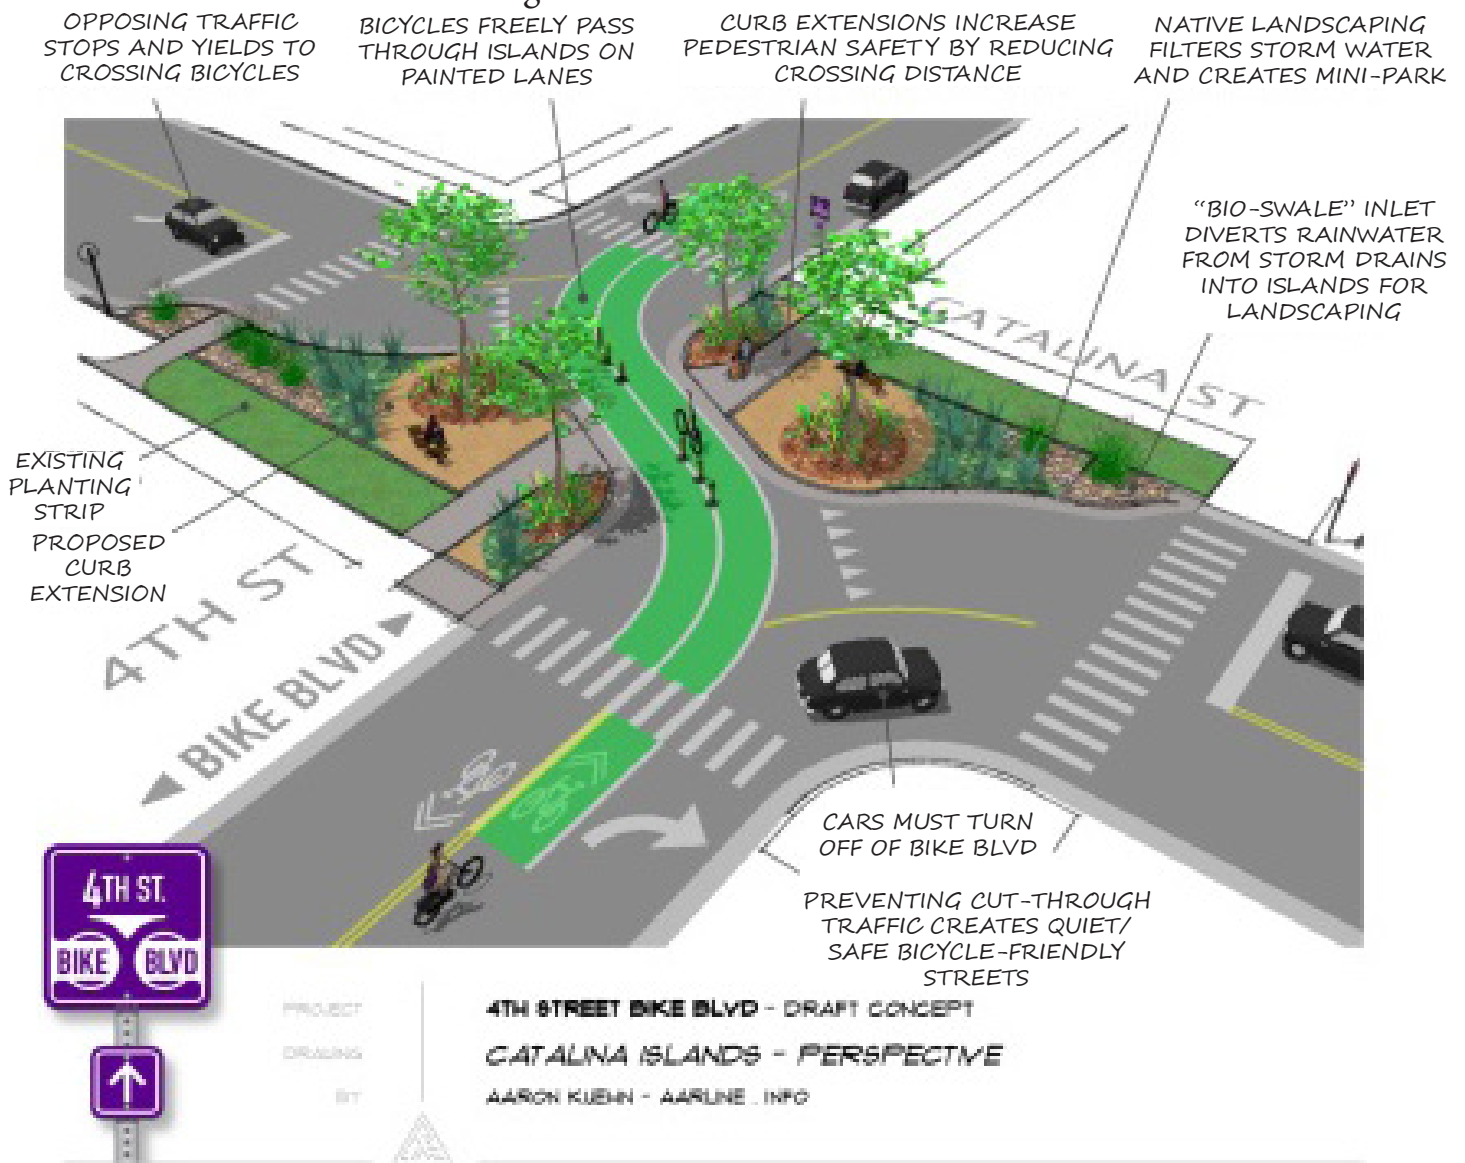 OPPOSING TRAFFIC
STOPS AND YIELDS TO
CROSSING BICYCLES
BICYCLES FREELY PASS
THROUGH ISLANDS ON
PAINTED LANES
CURB EXTENSIONS INCREASE
PEDESTRIAN SAFETY BY REDUCING
CROSSING DISTANCE
NATIVE LANDSCAPING
FILTERS STORM WATER
AND CREATES MINI-PARK
“BIO-SWALE” INLET
DIVERTS RAINWATER
FROM STORM DRAINS
INTO ISLANDS FOR
LANDSCAPING
CATALINA ST
EXISTING
PLANTING
STRIP
PROPOSED
CURB
EXTENSION
4TH ST
BIKE BLVD
CARS MUST TURN
OFF OF BIKE BLVD
PREVENTING CUT-THROUGH
TRAFFIC CREATES QUIET/
SAFE BICYCLE-FRIENDLY
STREETS
4TH ST.
BIKE BLVD
PROJECT
4TH STREET BIKE BLVD - DRAFT CONCEPT
DRAWING
CATALINA ISLANDS - PERSPECTIVE
AARON KUEHN - AARLINE . INFO